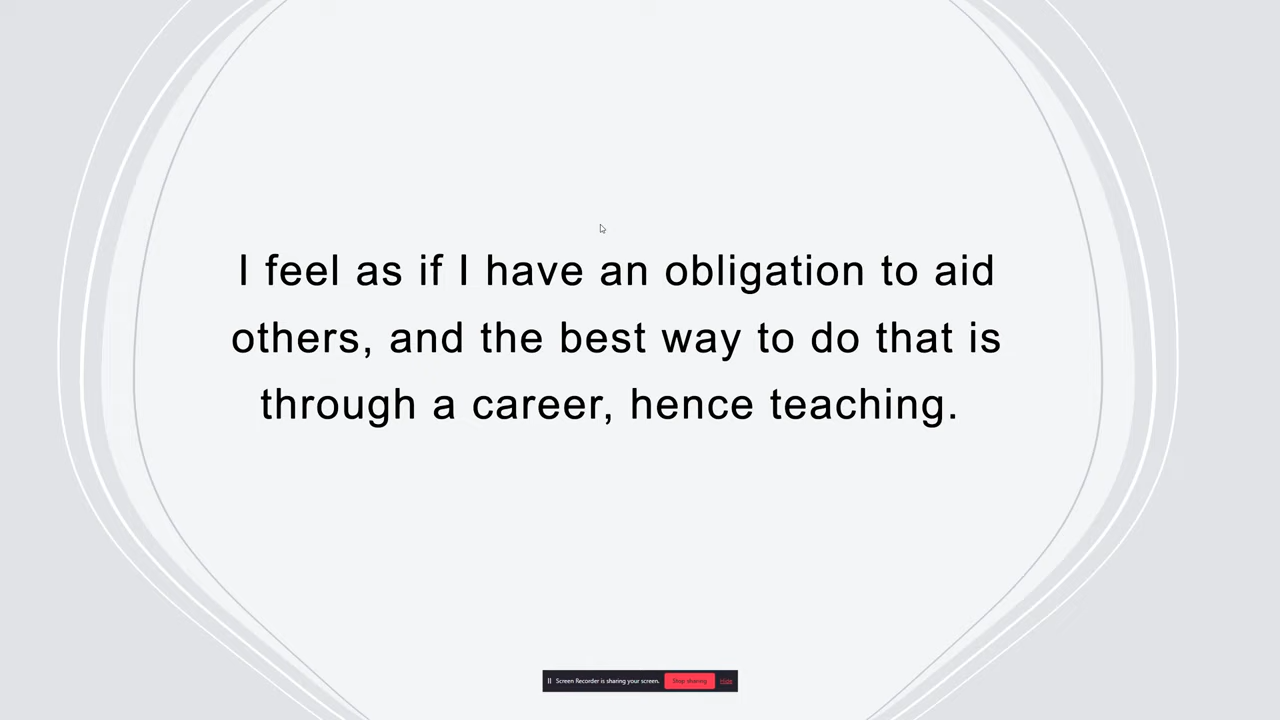 I feel as if I have an obligation to aid
others, and the best way to do that is
through a career, hence teaching.
Screen Recorder is sharing your screen. Stop sharing Hide